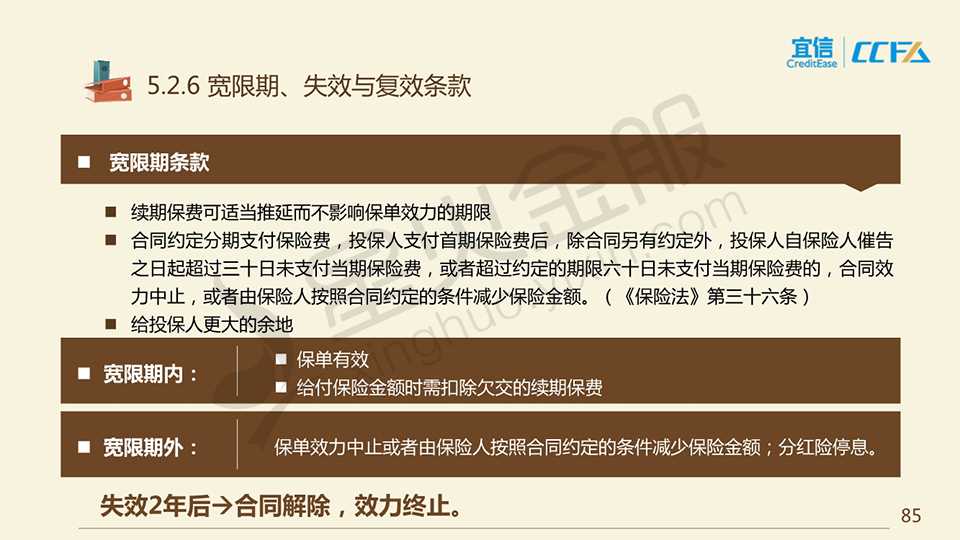 宜信
CreditEase
CCFA
5.2.6 宽限期、失效与复效条款
宽限期条款
续期保费可适当推延而不影响保单效力的期限
合同约定分期支付保险费，投保人支付首期保险费后，除合同另有约定外，投保人自保险人催告
之日起超过三十日未支付当期保险费，或者超过约定的期限六十日未支付当期保险费的，合同效
力中止，或者由保险人按照合同约定的条件减少保险金额。（《保险法》第三十六条）
给投保人更大的余地
宽限期内：
保单有效
给付保险金额时需扣除欠交的续期保费
宽限期外：
保单效力中止或者由保险人按照合同约定的条件减少保险金额；分红险停息。
失效2年后→合同解除，效力终止。
85
星火金服